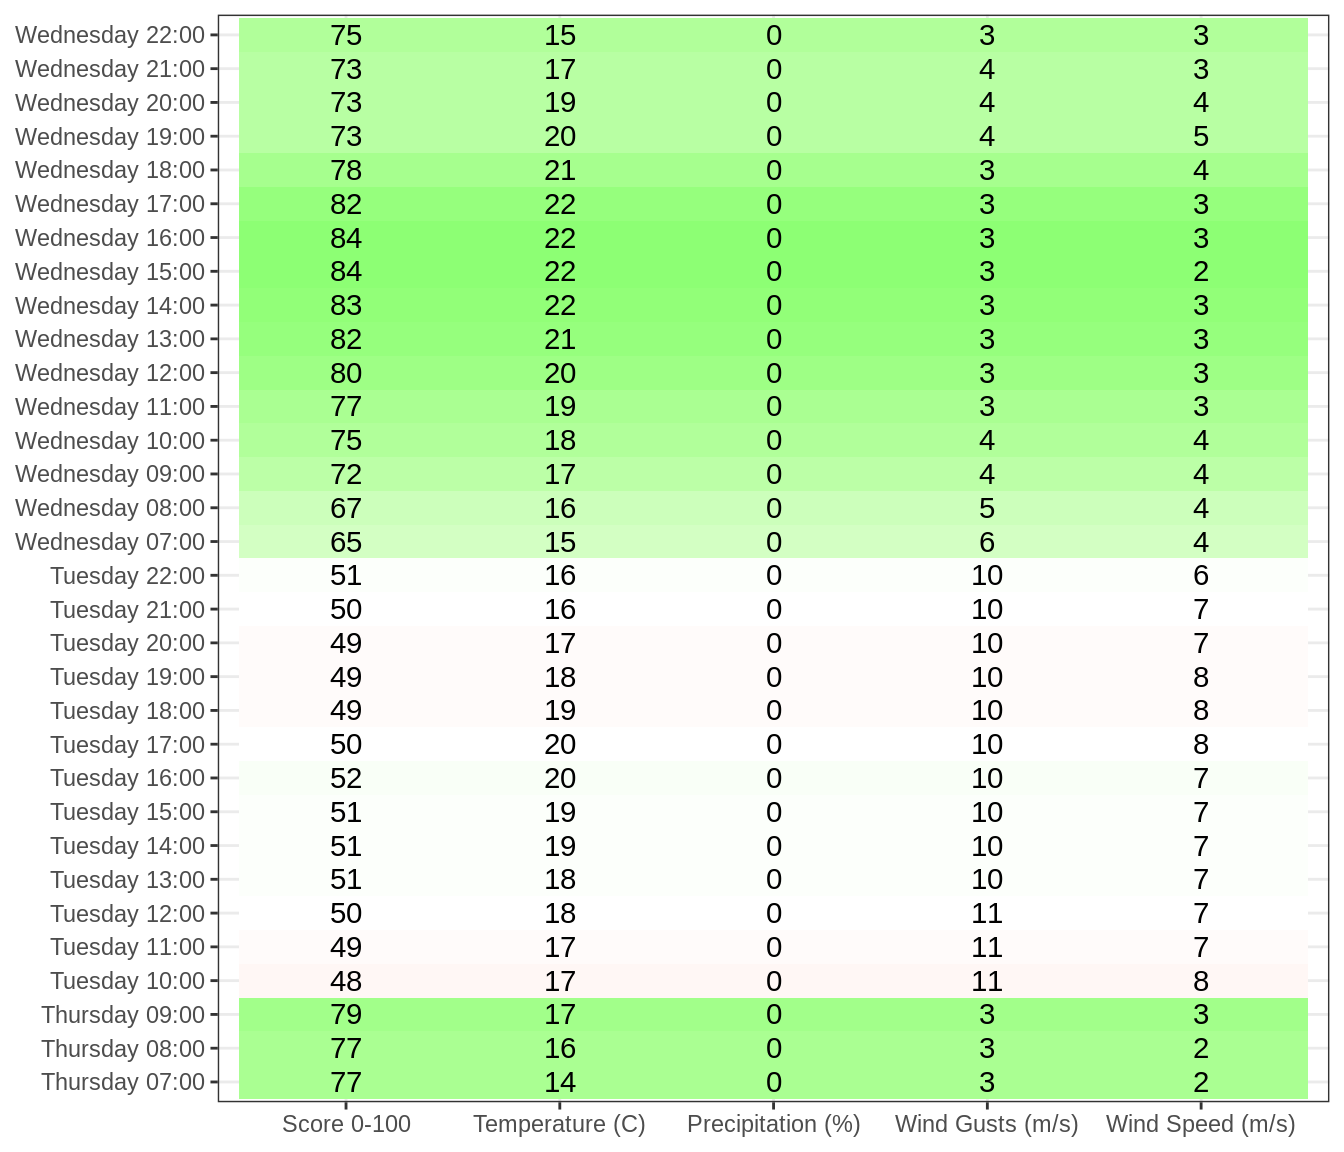 Wednesday 22:00 75 15 0 3 3
Wednesday 21:00 73 17 0 4 3
Wednesday 20:00 73 19 0 4 4
Wednesday 19:00 73 20 0 4 5
Wednesday 18:00 78 21 0 3 4
Wednesday 17:00 82 22 0 3 3
Wednesday 16:00 84 22 0 3 3
Wednesday 15:00 84 22 0 3 2
Wednesday 14:00 83 22 0 3 3
Wednesday 13:00 82 21 0 3 3
Wednesday 12:00 80 20 0 3 3
Wednesday 11:00 77 19 0 3 3
Wednesday 10:00 75 18 0 4 4
Wednesday 09:00 72 17 0 4 4
Wednesday 08:00 67 16 0 5 4
Wednesday 07:00 65 15 0 6 4
Tuesday 22:00 51 16 0 10 6
Tuesday 21:00 50 16 0 10 7
Tuesday 20:00 49 17 0 10 7
Tuesday 19:00 49 18 0 10 8
Tuesday 18:00 49 19 0 10 8
Tuesday 17:00 50 20 0 10 8
Tuesday 16:00 52 20 0 10 7
Tuesday 15:00 51 19 0 10 7
Tuesday 14:00 51 19 0 10 7
Tuesday 13:00 51 18 0 10 7
Tuesday 12:00 50 18 0 11 7
Tuesday 11:00 49 17 0 11 7
Tuesday 10:00 48 17 0 11 8
Thursday 09:00 79 17 0 3 3
Thursday 08:00 77 16 0 3 2
Thursday 07:00 77 14 0 3 2
Score 0-100 Temperature (C) Precipitation (%) Wind Gusts (m/s) Wind Speed (m/s)